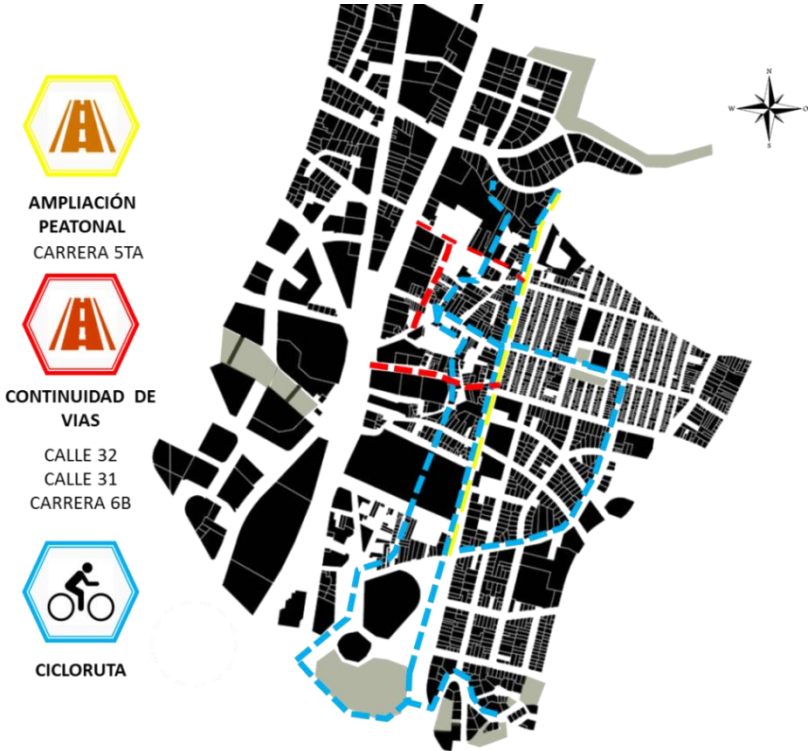 AMPLIACIÓN
PEATONAL
CARRERA 5TA
CONTINUIDAD DE
VIAS
CALLE 32
CALLE 31
CARRERA 6B
CICLORUTA
N
W
O
S